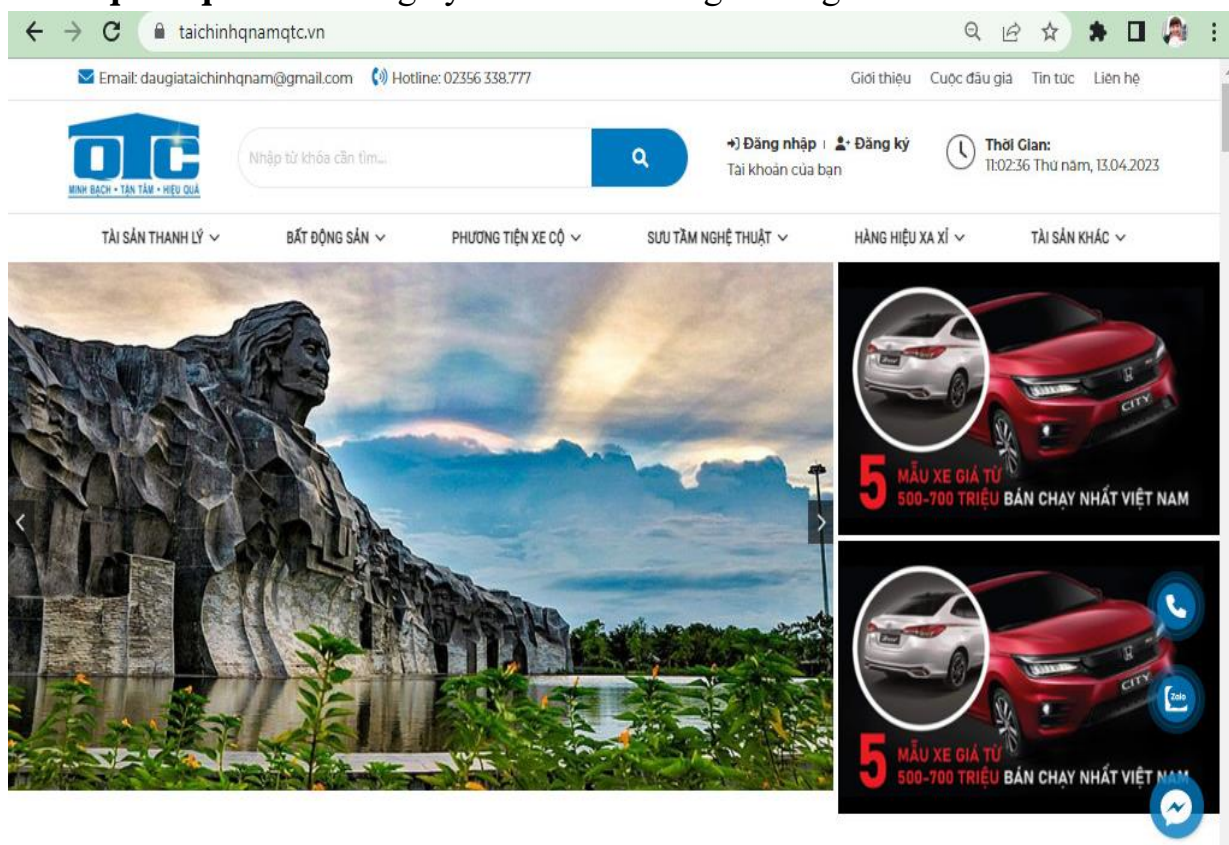 taichinhqnamqtc.vn
Email: daugiataichinhqnam@gmail.com Hotline: 02356 338.777
Giới thiệu Cuộc đấu giá Tin tức Liên hệ
QTC
MINH BẠCH • TẬN TÂM • HIỆU QUẢ
Nhập từ khóa cần tìm...
Đăng nhập | Đăng ký
Tài khoản của bạn
Thời Gian:
11:02:36 Thứ năm, 13.04.2023
TÀI SẢN THANH LÝ BẤT ĐỘNG SẢN PHƯƠNG TIỆN XE CỘ SƯU TẦM NGHỆ THUẬT HÀNG HIỆU XA XỈ TÀI SẢN KHÁC
CITY
5 MẪU XE GIÁ TỪ
500-700 TRIỆU BÁN CHẠY NHẤT VIỆT NAM
CITY
Zalo
5 MẪU XE GIÁ TỪ
500-700 TRIỆU BÁN CHẠY NHẤT VIỆT NAM